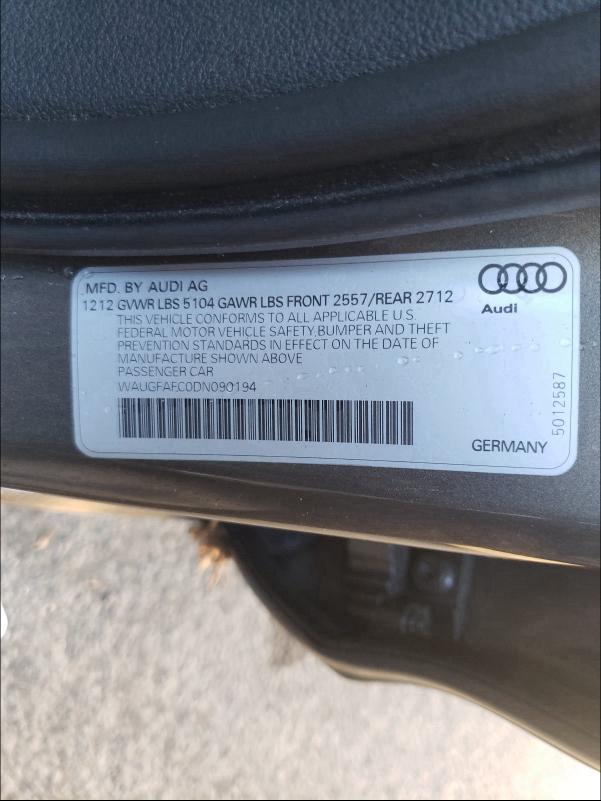 MFD. BY AUDI AG
1212 GVWR LBS 5104 GAWR LBS FRONT 2557/REAR 2712
THIS VEHICLE CONFORMS TO ALL APPLICABLE U.S.
FEDERAL MOTOR VEHICLE SAFETY,BUMPER AND THEFT
PREVENTION STANDARDS IN EFFECT ON THE DATE OF
MANUFACTURE SHOWN ABOVE
PASSENGER CAR
WAUGFAFC0DN090194
Audi
5012587
GERMANY